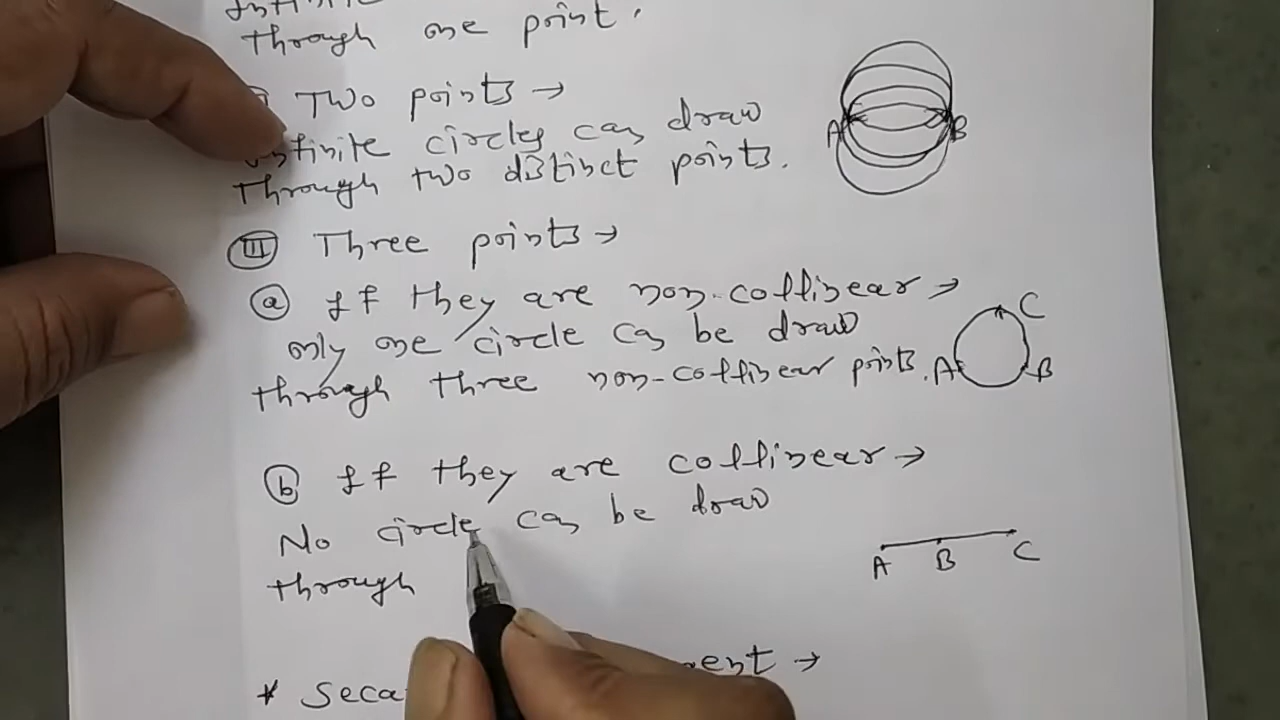 through one point.
Two points →
infinite circles can draw
through two distinct points.
A B
III Three points →
a If they are non-collinear →
only one circle can be draw
through three non-collinear points.
C
A B
b If they are collinear →
No circle can be draw
through
A B C
* Seca